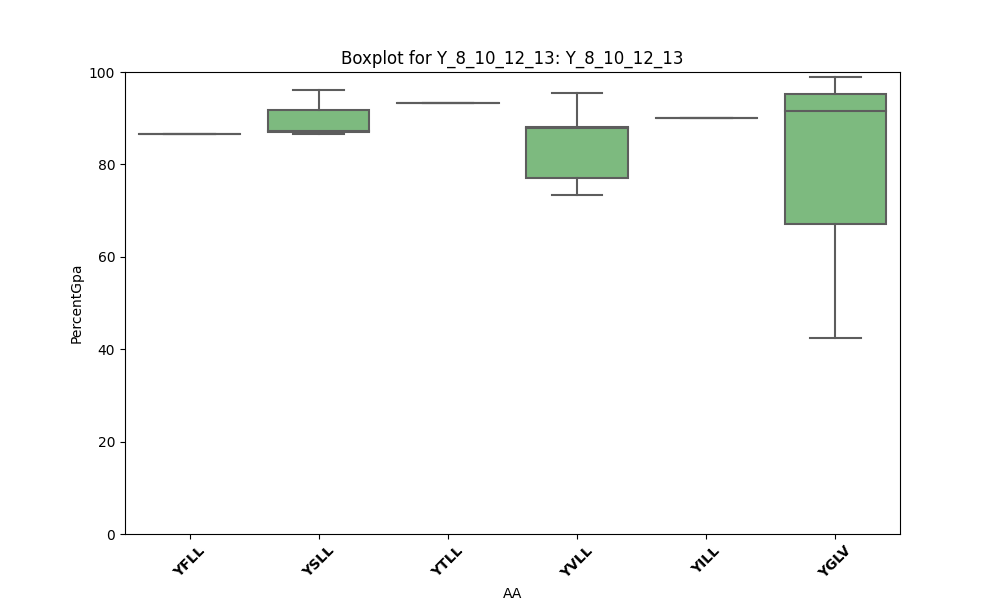 Boxplot for Y_8_10_12_13: Y_8_10_12_13
100
80
60
40
20
0
PercentGpa
YFLL
YSLL
YTLL
YVLL
YILL
YGLV
AA